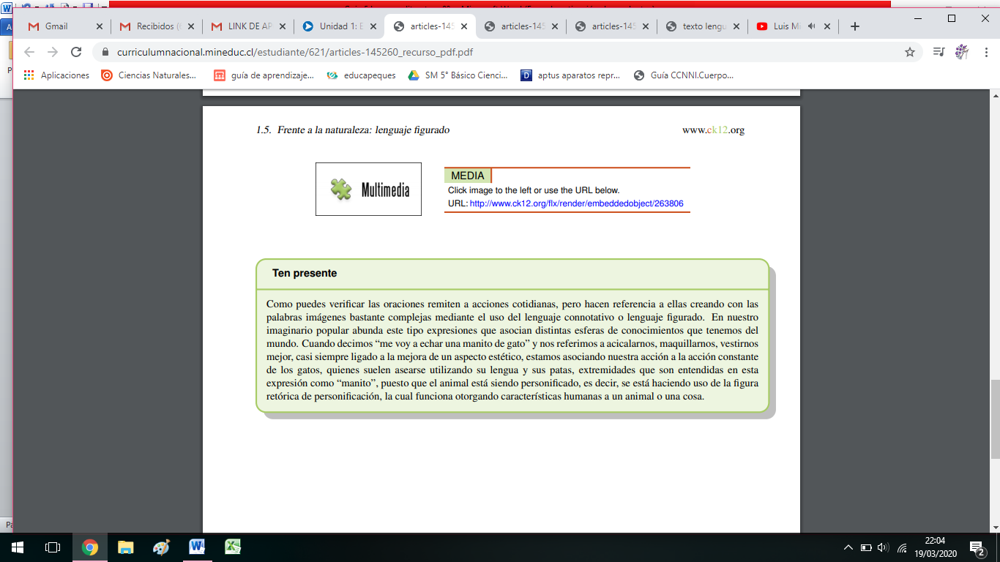 Gmail
Recibidos (
LINK DE AP
Unidad 1: E
articles-145
articles-145
articles-145
texto lengu
Luis Mi
curriculumnacional.mineduc.cl/estudiante/621/articles-145260_recurso_pdf.pdf
Aplicaciones
Ciencias Naturales...
guía de aprendizaje...
educapeques
SM 5° Básico Cienci...
aptus aparatos repr...
Guía CCNNI.Cuerpo...
1.5. Frente a la naturaleza: lenguaje figurado
www.ck12.org
Multimedia
MEDIA
Click image to the left or use the URL below.
URL: http://www.ck12.org/flx/render/embeddedobject/263806
Ten presente
Como puedes verificar las oraciones remiten a acciones cotidianas, pero hacen referencia a ellas creando con las
palabras imágenes bastante complejas mediante el uso del lenguaje connotativo o lenguaje figurado. En nuestro
imaginario popular abunda este tipo expresiones que asocian distintas esferas de conocimientos que tenemos del
mundo. Cuando decimos “me voy a echar una manito de gato” y nos referimos a acicalarnos, maquillarnos, vestirnos
mejor, casi siempre ligado a la mejora de un aspecto estético, estamos asociando nuestra acción a la acción constante
de los gatos, quienes suelen asearse utilizando su lengua y sus patas, extremidades que son entendidas en esta
expresión como “manito”, puesto que el animal está siendo personificado, es decir, se está haciendo uso de la figura
retórica de personificación, la cual funciona otorgando características humanas a un animal o una cosa.
22:04
19/03/2020
2